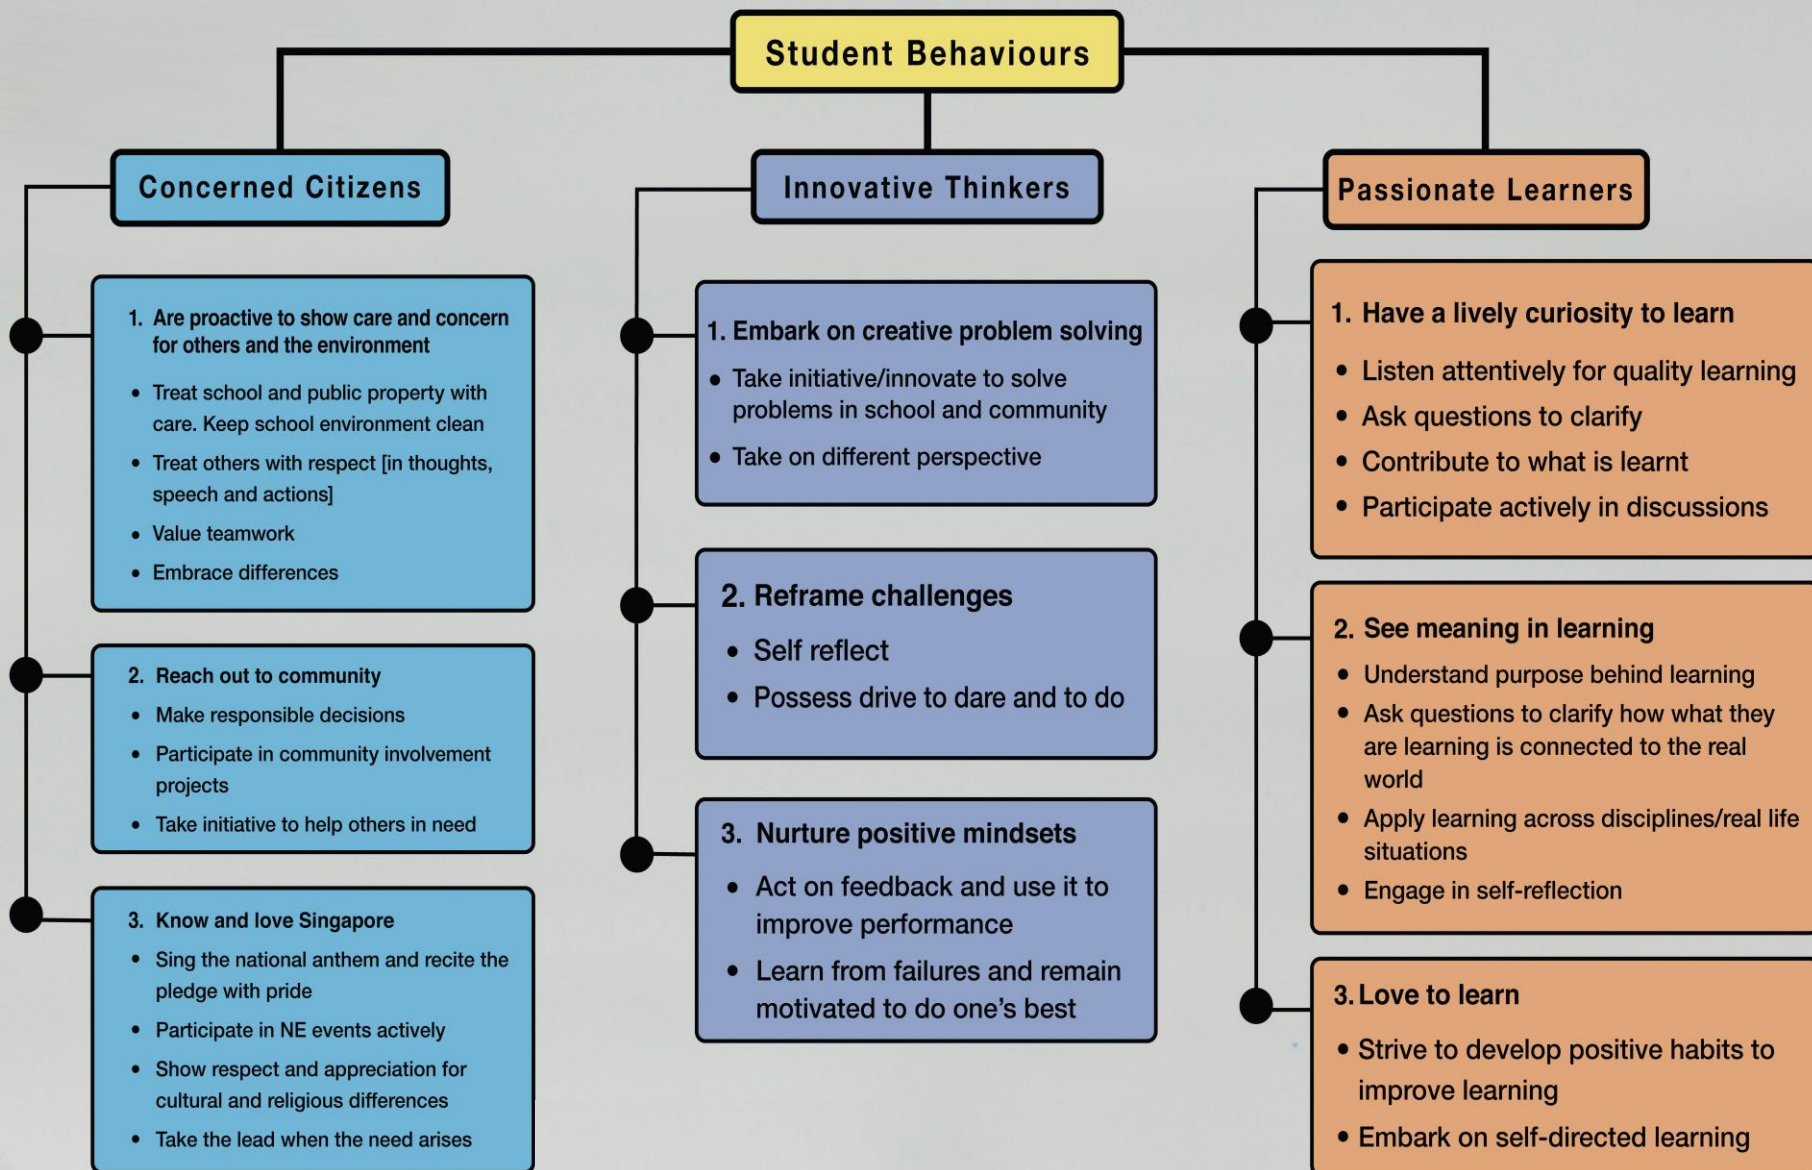 Student Behaviours
Concerned Citizens
1. Are proactive to show care and concern
for others and the environment
• Treat school and public property with
care. Keep school environment clean
• Treat others with respect [in thoughts,
speech and actions]
• Value teamwork
• Embrace differences
2. Reach out to community
• Make responsible decisions
• Participate in community involvement
projects
• Take initiative to help others in need
3. Know and love Singapore
• Sing the national anthem and recite the
pledge with pride
• Participate in NE events actively
• Show respect and appreciation for
cultural and religious differences
• Take the lead when the need arises
Innovative Thinkers
1. Embark on creative problem solving
• Take initiative/innovate to solve
problems in school and community
• Take on different perspective
2. Reframe challenges
• Self reflect
• Possess drive to dare and to do
3. Nurture positive mindsets
• Act on feedback and use it to
improve performance
• Learn from failures and remain
motivated to do one's best
Passionate Learners
1. Have a lively curiosity to learn
• Listen attentively for quality learning
• Ask questions to clarify
• Contribute to what is learnt
• Participate actively in discussions
2. See meaning in learning
• Understand purpose behind learning
• Ask questions to clarify how what they
are learning is connected to the real
world
• Apply learning across disciplines/real life
situations
• Engage in self-reflection
3. Love to learn
• Strive to develop positive habits to
improve learning
• Embark on self-directed learning